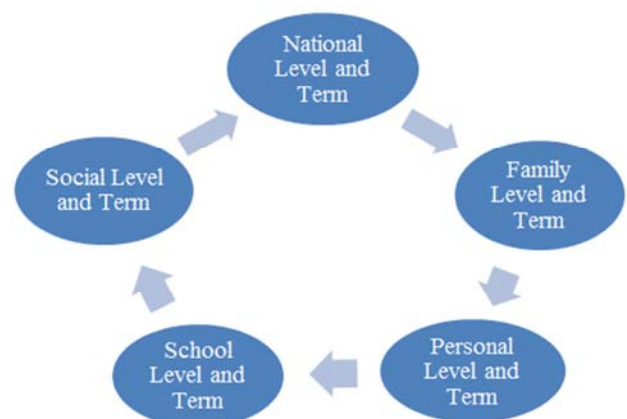 National
Level and
Term
Family
Level and
Term
Personal
Level and
Term
School
Level and
Term
Social Level
and Term